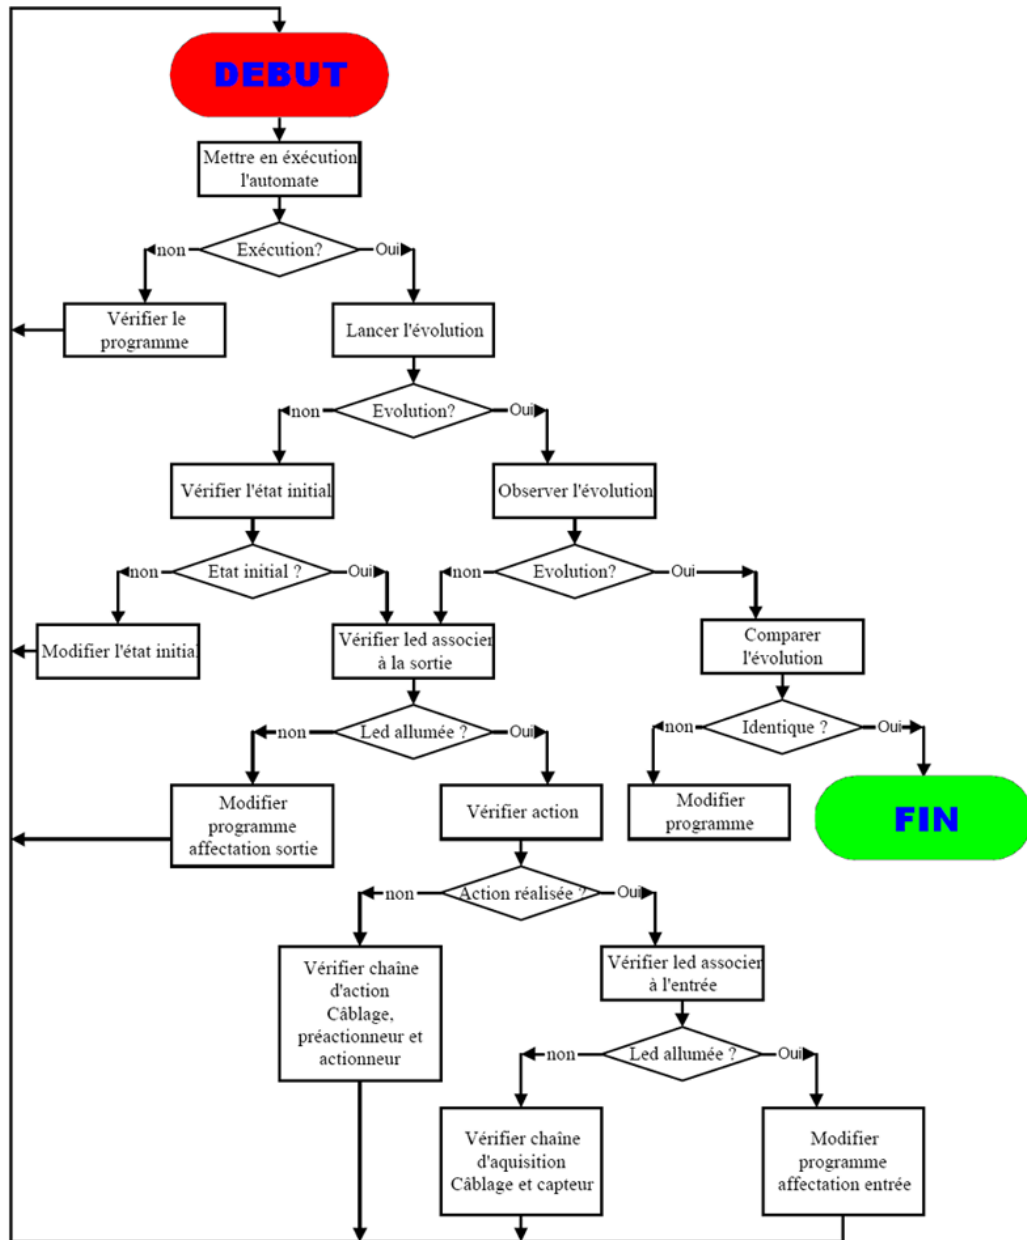 DEBUT
Mettre en éxécution
l'automate
Exécution?
non
Oui
Vérifier le
programme
Lancer l'évolution
Evolution?
non
Oui
Vérifier l'état initial
Observer l'évolution
Etat initial ?
non
Oui
Evolution?
non
Oui
Modifier l'état initial
Vérifier led associer
à la sortie
Comparer
l'évolution
Led allumée ?
non
Oui
Identique ?
non
Oui
Modifier
programme
affectation sortie
Vérifier action
Modifier
programme
FIN
Action réalisée ?
non
Oui
Vérifier chaîne
d'action
Câblage,
préactionneur et
actionneur
Vérifier led associer
à l'entrée
Led allumée ?
non
Oui
Vérifier chaîne
d'aquisition
Câblage et capteur
Modifier
programme
affectation entrée